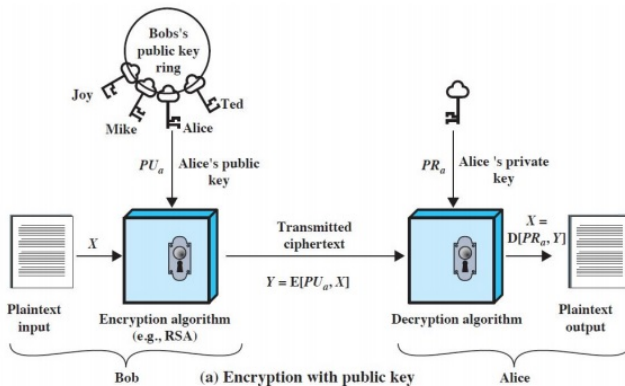 Bobs's
public key
ring
Joy
Ted
Mike
Alice
PUa
Alice's public
key
PRa
Alice 's private
key
X
Transmitted
ciphertext
X =
D[PRa, Y]
Y = E[PUa, X]
Plaintext
input
Encryption algorithm
(e.g., RSA)
Decryption algorithm
Plaintext
output
Bob
(a) Encryption with public key
Alice